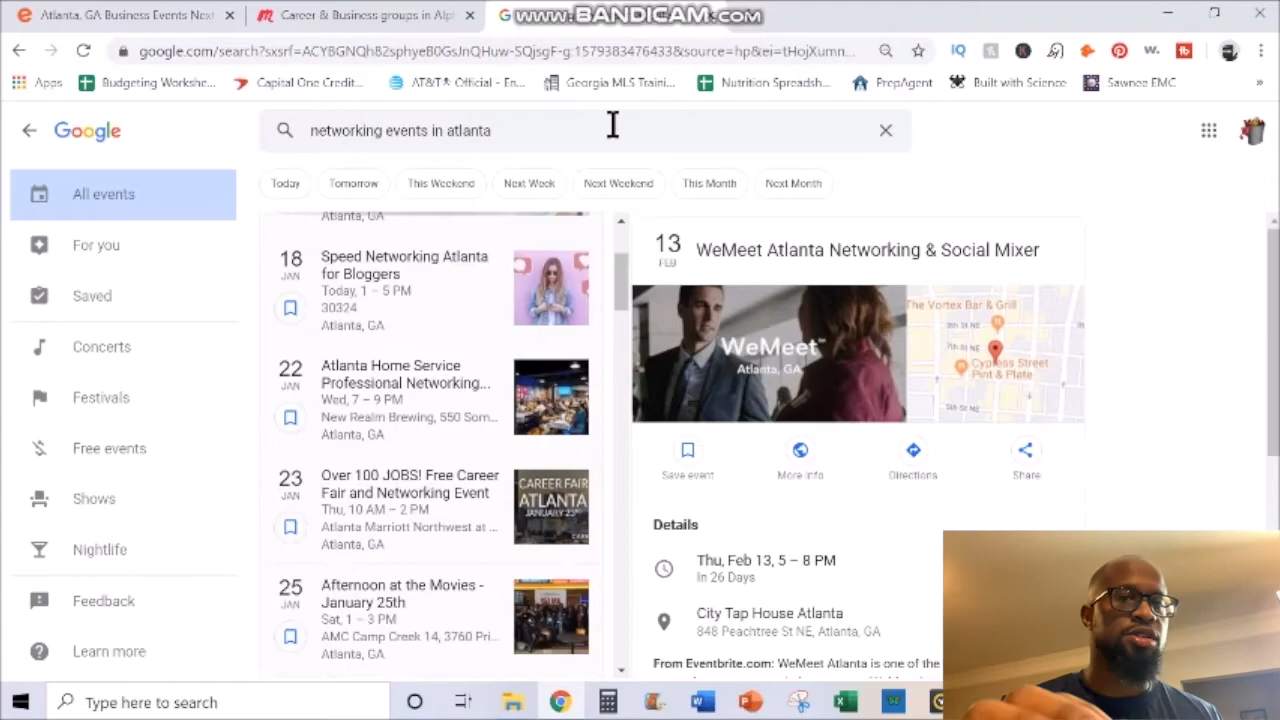 Atlanta, GA Business Events Next
Career & Business groups in Alp
www.BANDICAM.com
google.com/search?sxsrf=ACYBGNQh82sphyeB0GsJnQHuw-SQjsgF-g:1579383476433&source=hp&ei=tHojXumn...
Apps
Budgeting Workshe...
Capital One Credit...
AT&T® Official - En...
Georgia MLS Traini...
Nutrition Spreadsh...
PrepAgent
Built with Science
Sawnee EMC
»
Google
networking events in atlanta
Today
Tomorrow
This Weekend
Next Week
Next Weekend
This Month
Next Month
All events
For you
Saved
Concerts
Festivals
Free events
Shows
Nightlife
Feedback
Learn more
Atlanta, GA
18 JAN
Speed Networking Atlanta
for Bloggers
Today, 1 – 5 PM
30324
Atlanta, GA
22 JAN
Atlanta Home Service
Professional Networking...
Wed, 7 – 9 PM
New Realm Brewing, 550 Som...
Atlanta, GA
23 JAN
Over 100 JOBS! Free Career
Fair and Networking Event
Thu, 10 AM – 2 PM
Atlanta Marriott Northwest at ...
Atlanta, GA
CAREER FAIR
ATLANTA
JANUARY 23
25 JAN
Afternoon at the Movies -
January 25th
Sat, 1 – 3 PM
AMC Camp Creek 14, 3760 Pri...
Atlanta, GA
13 FEB
WeMeet Atlanta Networking & Social Mixer
WeMeet
Atlanta, GA
The Vortex Bar & Grill
7th St NE
Cypress Street
Pint & Plate
5th St NE
Save event
More info
Directions
Share
Details
Thu, Feb 13, 5 – 8 PM
In 26 Days
City Tap House Atlanta
848 Peachtree St NE, Atlanta, GA
From Eventbrite.com: WeMeet Atlanta is one of the
Type here to search